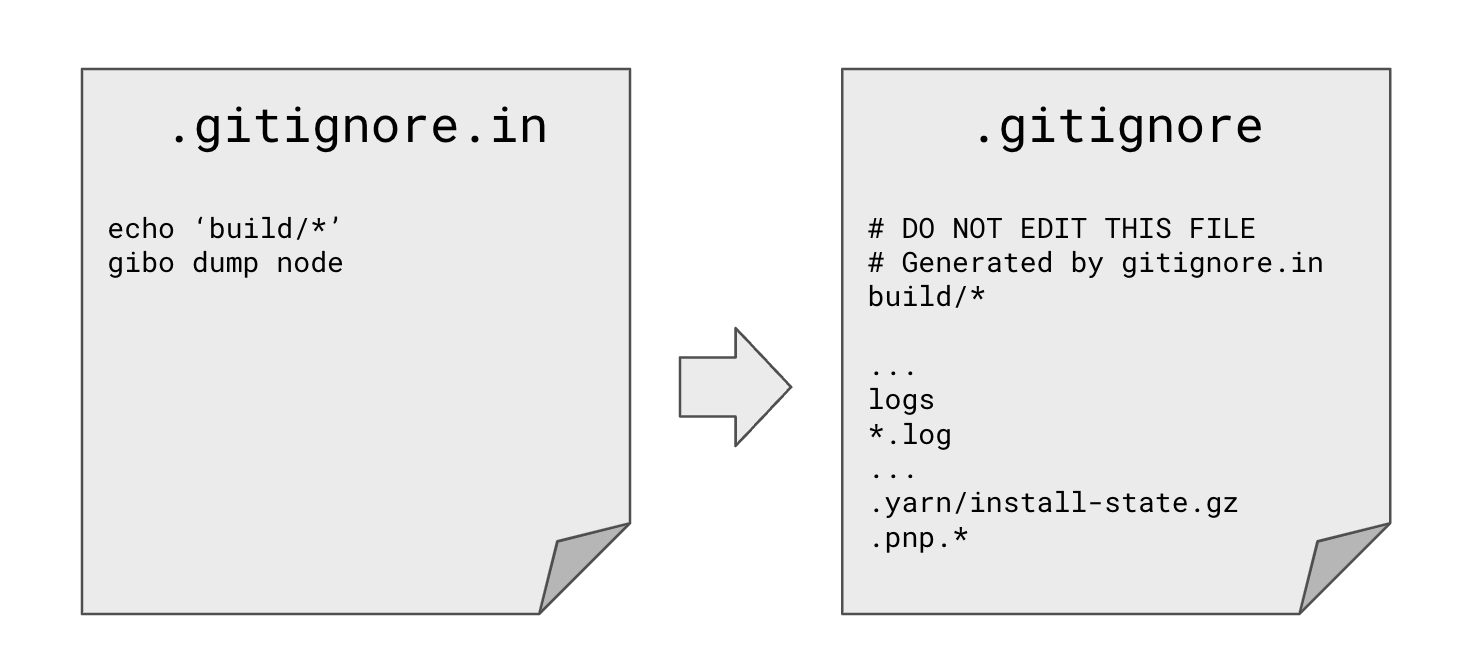 .gitignore.in
echo ‘build/*’
gibo dump node
.gitignore
# DO NOT EDIT THIS FILE
# Generated by gitignore.in
build/*
...
logs
*.log
...
.yarn/install-state.gz
.pnp.*